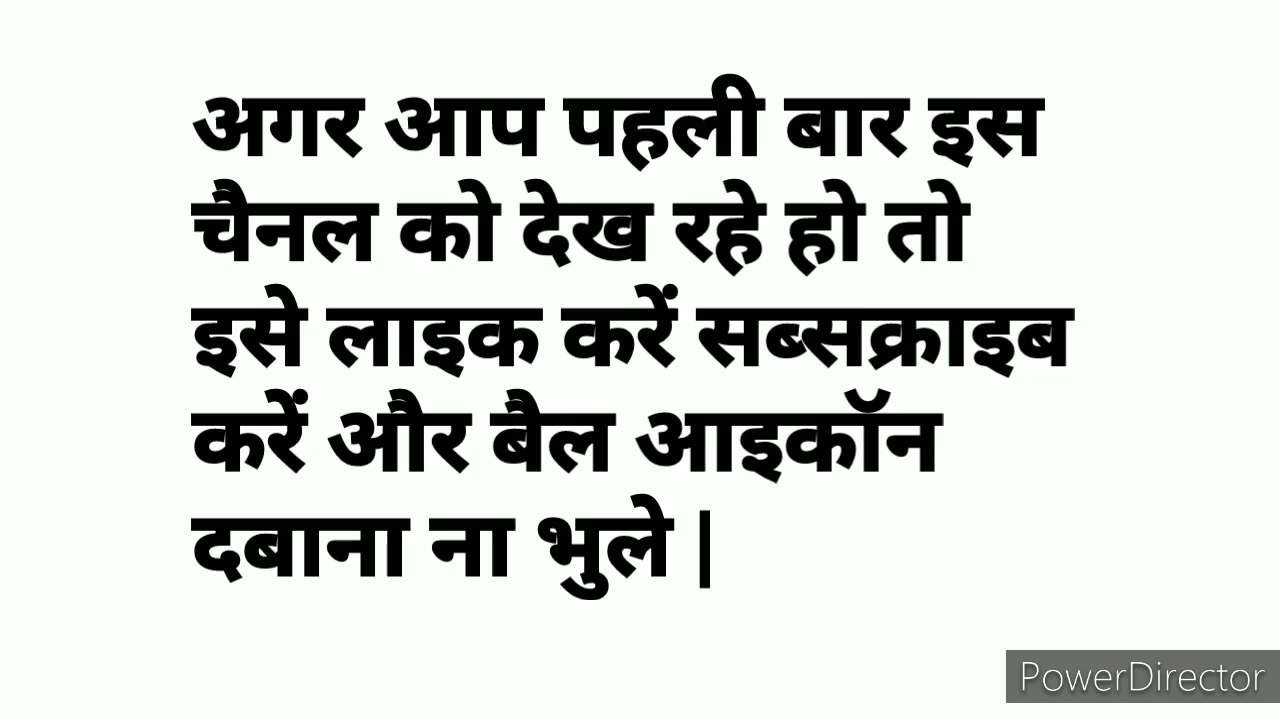 अगर आप पहली बार इस
चैनल को देख रहे हो तो
इसे लाइक करें सब्सक्राइब
करें और बैल आइकॉन
दबाना ना भुले |
PowerDirector